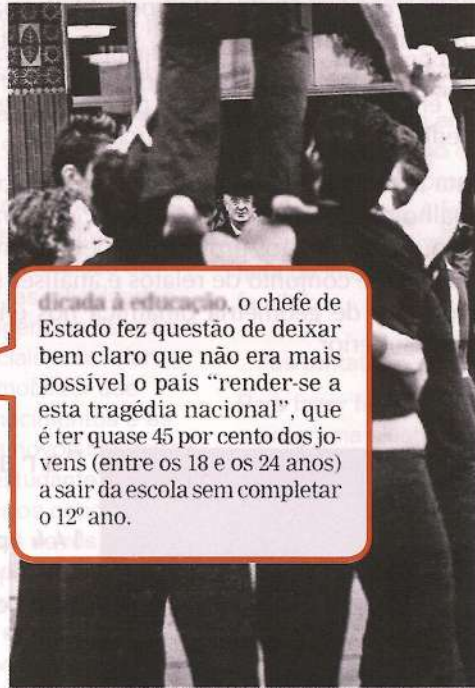 dicada à educação, o chefe de
Estado fez questão de deixar
bem claro que não era mais
possível o país “render-se a
esta tragédia nacional”, que
é ter quase 45 por cento dos jo-
vens (entre os 18 e os 24 anos)
a sair da escola sem completar
o 12º ano.